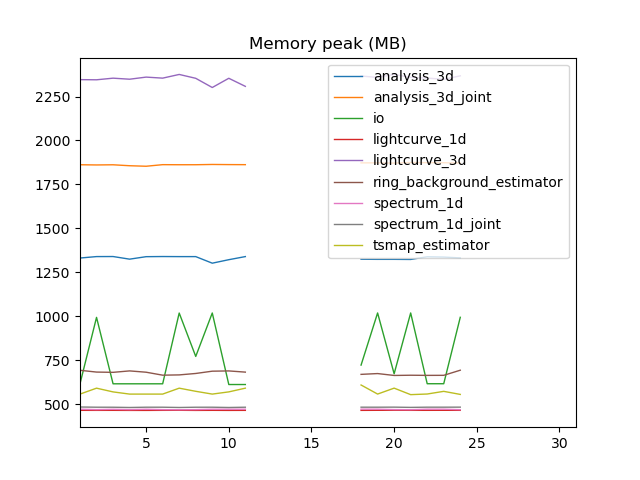 Memory peak (MB)
2250
2000
1750
1500
1250
1000
750
500
5
10
15
20
25
30
analysis_3d
analysis_3d_joint
io
lightcurve_1d
lightcurve_3d
ring_background_estimator
spectrum_1d
spectrum_1d_joint
tsmap_estimator